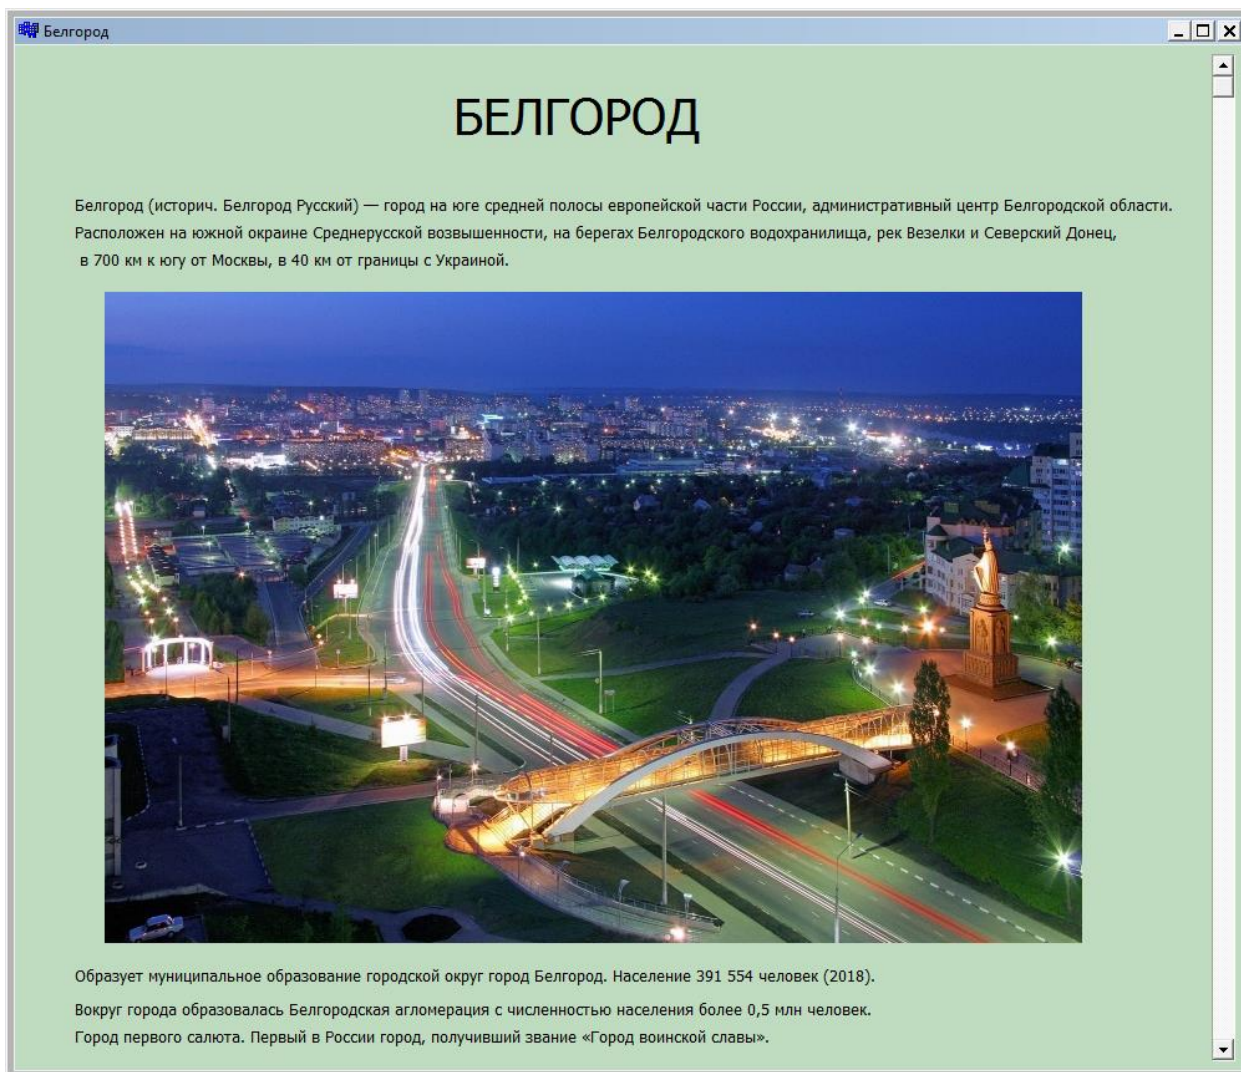 Белгород
БЕЛГОРОД
Белгород (историч. Белгород Русский) — город на юге средней полосы европейской части России, административный центр Белгородской области.
Расположен на южной окраине Среднерусской возвышенности, на берегах Белгородского водохранилища, рек Везелки и Северский Донец,
в 700 км к югу от Москвы, в 40 км от границы с Украиной.
Образует муниципальное образование городской округ город Белгород. Население 391 554 человек (2018).
Вокруг города образовалась Белгородская агломерация с численностью населения более 0,5 млн человек.
Город первого салюта. Первый в России город, получивший звание «Город воинской славы».